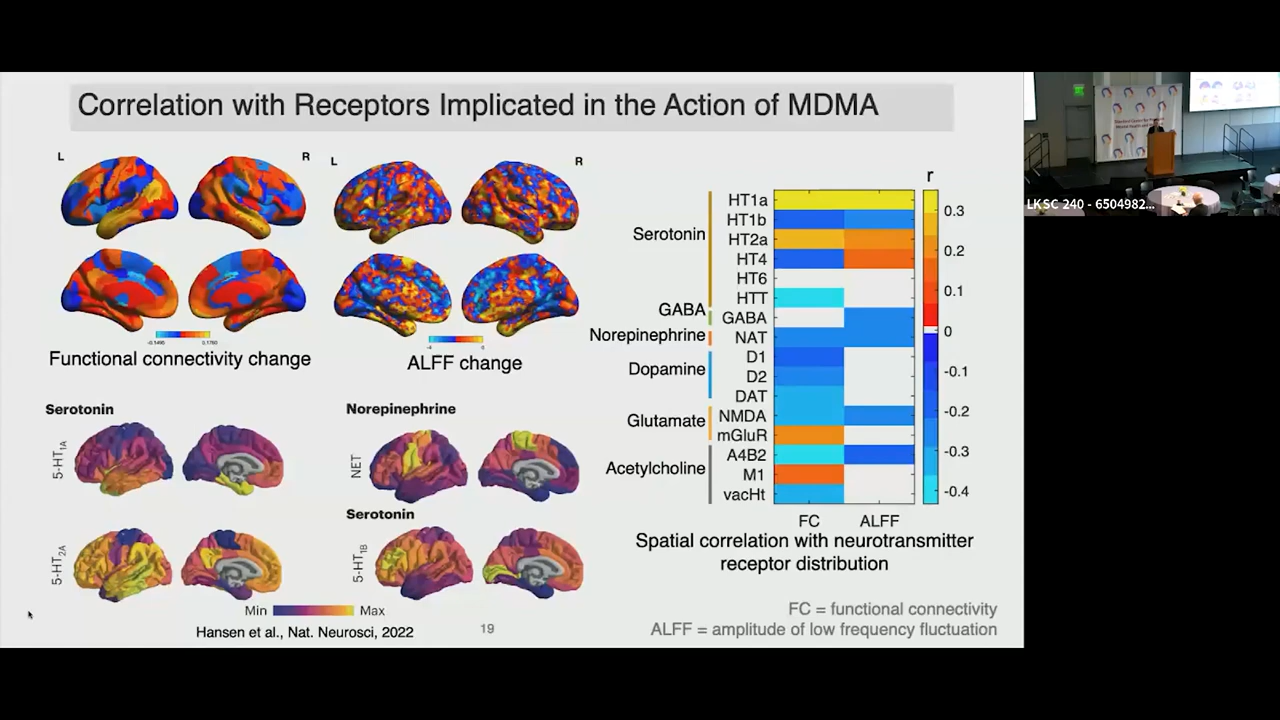 Correlation with Receptors Implicated in the Action of MDMA
L
R
L
R
Functional connectivity change
ALFF change
Serotonin
5-HT1A
5-HT2A
Norepinephrine
NET
Serotonin
5-HT1B
Min
Max
Hansen et al., Nat. Neurosci, 2022
19
r
Serotonin
HT1a
HT1b
HT2a
HT4
HT6
HTT
GABA
GABA
Norepinephrine
NAT
Dopamine
D1
D2
DAT
Glutamate
NMDA
mGluR
Acetylcholine
A4B2
M1
vacHt
0.3
0.2
0.1
0
-0.1
-0.2
-0.3
-0.4
FC
ALFF
Spatial correlation with neurotransmitter
receptor distribution
FC = functional connectivity
ALFF = amplitude of low frequency fluctuation
LKSC 240 - 6504982...